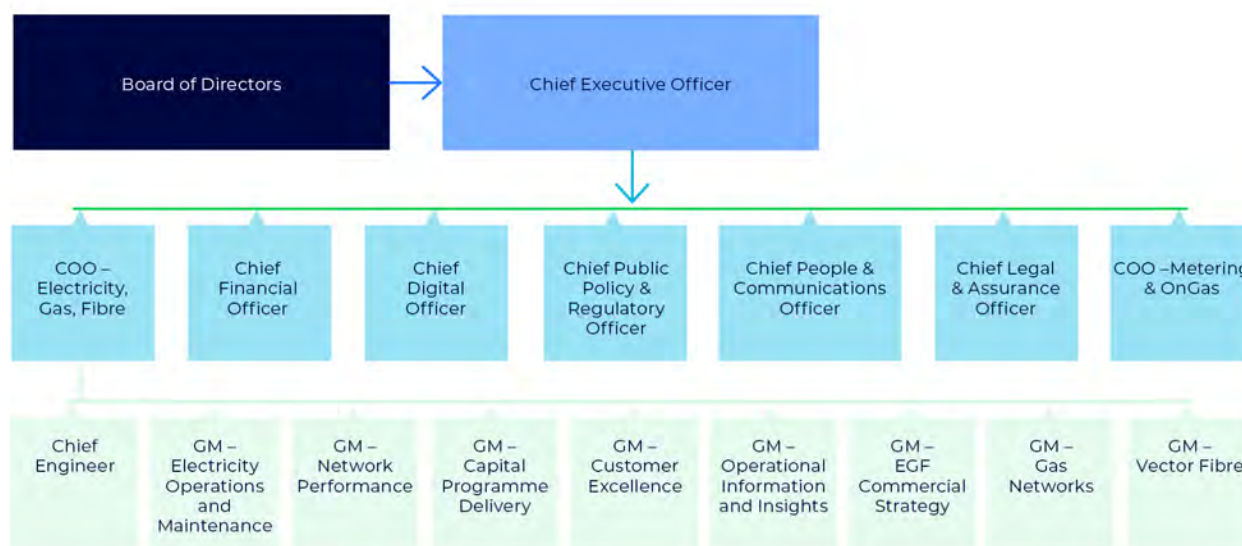 Board of Directors
Chief Executive Officer
COO –
Electricity,
Gas, Fibre
Chief
Financial
Officer
Chief
Digital
Officer
Chief Public
Policy &
Regulatory
Officer
Chief People &
Communications
Officer
Chief Legal
& Assurance
Officer
COO –Metering
& OnGas
Chief
Engineer
GM –
Electricity
Operations
and
Maintenance
GM –
Network
Performance
GM –
Capital
Programme
Delivery
GM –
Customer
Excellence
GM –
Operational
Information
and Insights
GM –
EGF
Commercial
Strategy
GM –
Gas
Networks
GM –
Vector Fibre